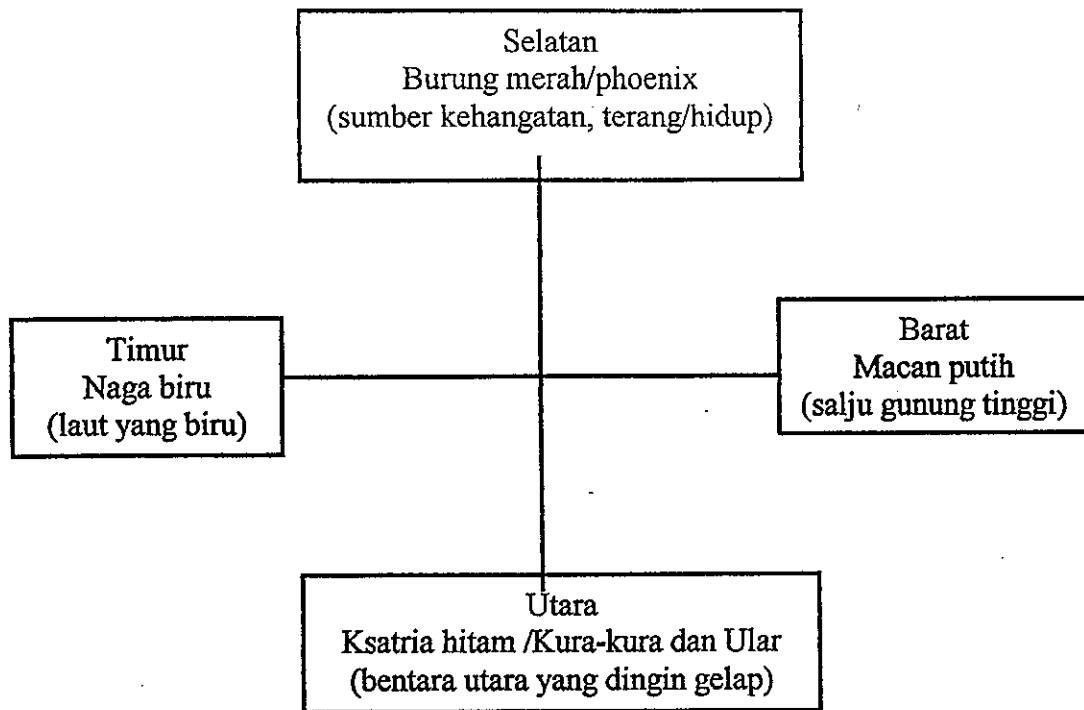 Selatan
Burung merah/phoenix
(sumber kehangatan, terang/hidup)
Timur
Naga biru
(laut yang biru)
Barat
Macan putih
(salju gunung tinggi)
Utara
Ksatria hitam /Kura-kura dan Ular
(bentara utara yang dingin gelap)